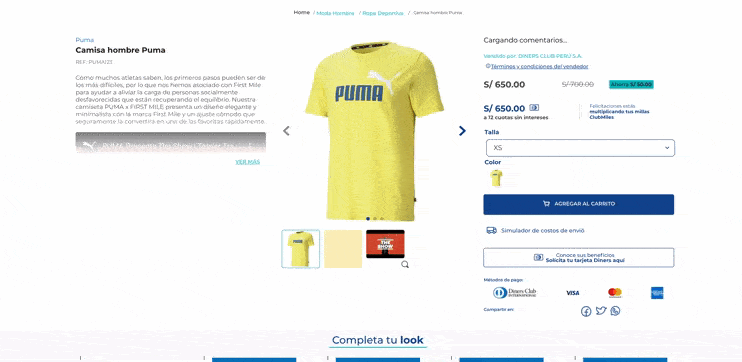 Home / Moda Hombre / Ropa Deportiva / Camisa hombre Puma
Puma
Camisa hombre Puma
REF: PUMA123
Como muchos atletas saben, los primeros pasos pueden ser de
los más difíciles, por lo que nos hemos asociado con First Mile
para ayudar a aliviar la carga de personas socialmente
desfavorecidas que están recuperando el equilibrio. Nuestra
camiseta PUMA x FIRST MILE presenta un diseño elegante y
minimalista con la marca First Mile y un ajuste cómodo que
seguramente la convertirá en uno de las favoritas rápidamente.
PUMA Presents The Show
VER MÁS
PUMA
THE
SHOW
Cargando comentarios...
Vendido por: DINERS CLUB PERU S.A.
Términos y condiciones del vendedor
S/ 650.00
S/ 700.00
Ahorra S/ 50.00
S/ 650.00
a 12 cuotas sin intereses
Felicitaciones estás
multiplicando tus millas
ClubMiles
Talla
XS
Color
AGREGAR AL CARRITO
Simulador de costos de envió
Conoce sus beneficios
Solicita tu tarjeta Diners aquí
Métodos de pago:
Diners Club
INTERNATIONAL
VISA
Compartir en:
Completa tu look